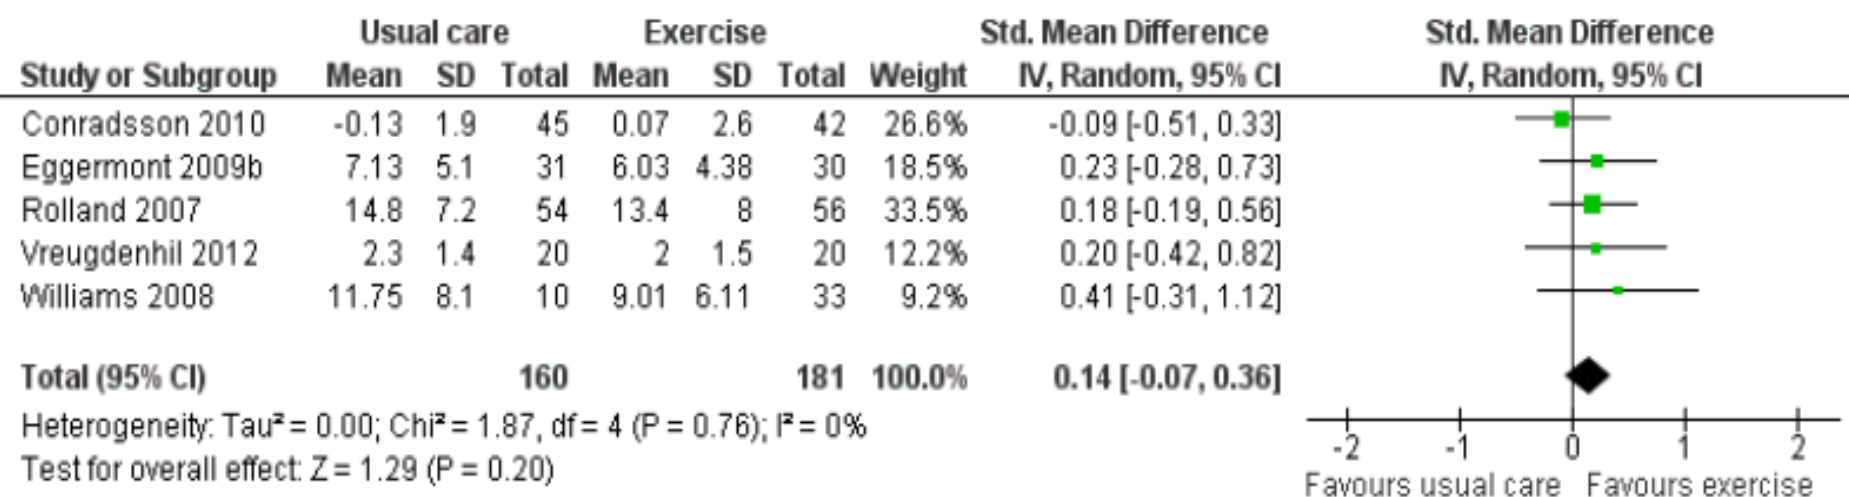 Usual care Exercise Std. Mean Difference Std. Mean Difference
Study or Subgroup Mean SD Total Mean SD Total Weight IV, Random, 95% CI IV, Random, 95% CI
Conradsson 2010 -0.13 1.9 45 0.07 2.6 42 26.6% -0.09 [-0.51, 0.33]
Eggermont 2009b 7.13 5.1 31 6.03 4.38 30 18.5% 0.23 [-0.28, 0.73]
Rolland 2007 14.8 7.2 54 13.4 8 56 33.5% 0.18 [-0.19, 0.56]
Vreugdenhil 2012 2.3 1.4 20 2 1.5 20 12.2% 0.20 [-0.42, 0.82]
Williams 2008 11.75 8.1 10 9.01 6.11 33 9.2% 0.41 [-0.31, 1.12]
Total (95% CI) 160 181 100.0% 0.14 [-0.07, 0.36]
Heterogeneity: Tau² = 0.00; Chi² = 1.87, df = 4 (P = 0.76); I² = 0%
Test for overall effect: Z = 1.29 (P = 0.20)
-2 -1 0 1 2
Favours usual care Favours exercise